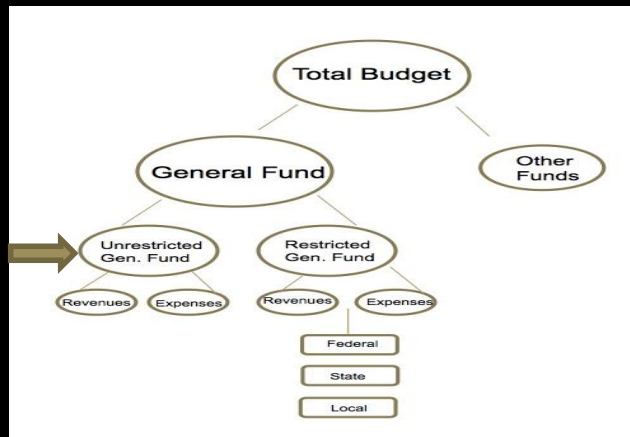 Total Budget
General Fund
Other
Funds
Unrestricted
Gen. Fund
Restricted
Gen. Fund
Revenues
Expenses
Revenues
Expenses
Federal
State
Local